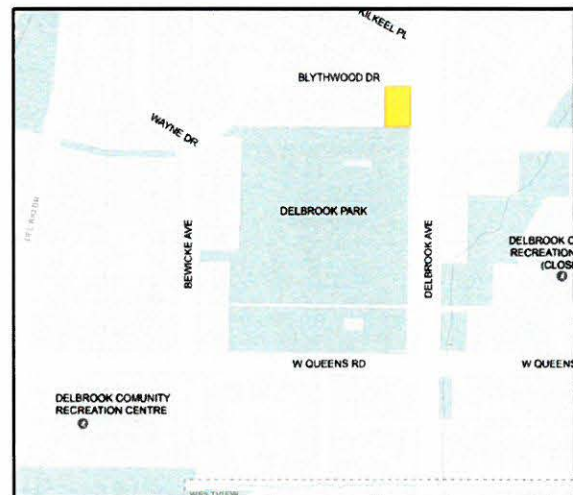 KILKEEL PL
BLYTHWOOD DR
WAYNE DR
DELBROOK PARK
BEWICKE AVE
DELBROOK AVE
DELBROOK C
RECREATION
(CLOS
W QUEENS RD
W QUEENS
DELBROOK COMUNITY
RECREATION CENTRE